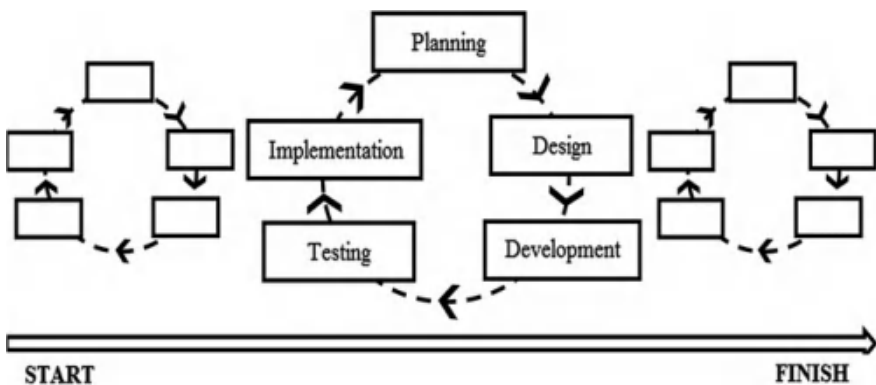 Planning
Implementation
Design
Testing
Development
START
FINISH